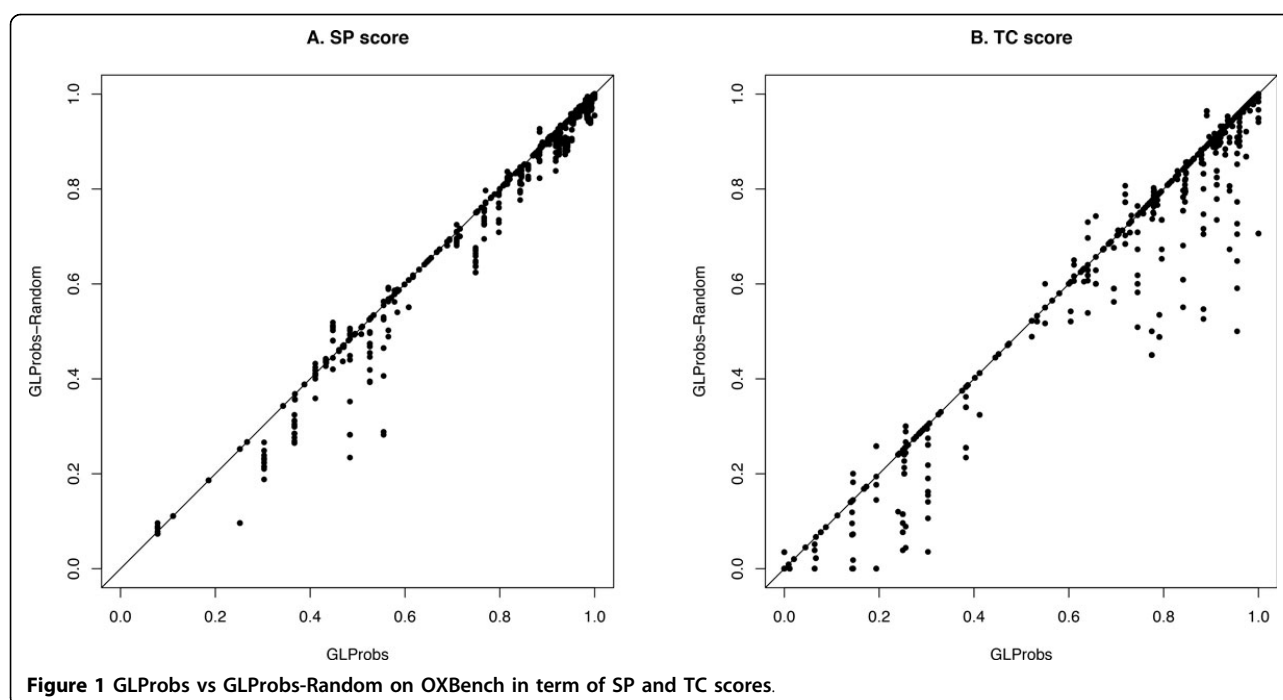 A. SP score
GLProbs-Random
1.0
0.8
0.6
0.4
0.2
0.0
0.0 0.2 0.4 0.6 0.8 1.0
GLProbs
B. TC score
GLProbs-Random
1.0
0.8
0.6
0.4
0.2
0.0
0.0 0.2 0.4 0.6 0.8 1.0
GLProbs
Figure 1 GLProbs vs GLProbs-Random on OXBench in term of SP and TC scores.